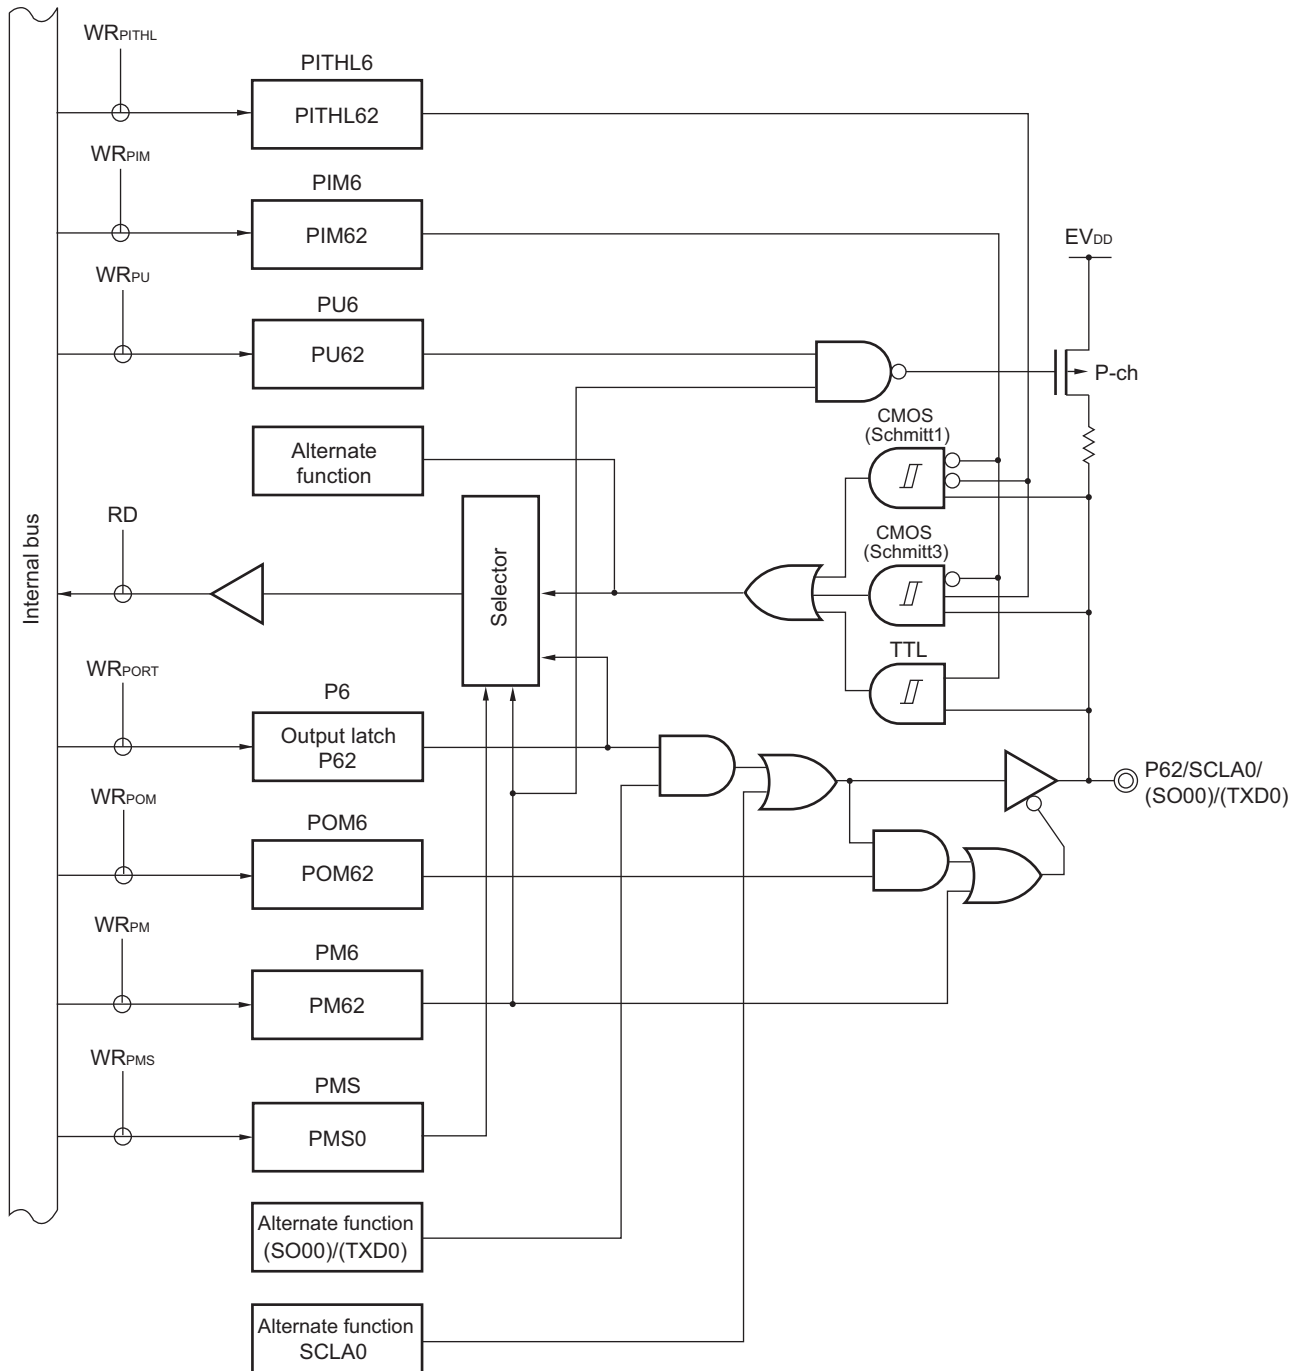 WRPITHL
PITHL6
PITHL62
WRPIM
PIM6
PIM62
WRPU
PU6
PU62
EVDD
P-ch
CMOS
(Schmitt1)
Alternate
function
Internal bus
RD
Selector
CMOS
(Schmitt3)
TTL
WRPORT
P6
Output latch
P62
P62/SCLA0/
(SO00)/(TXD0)
WRPOM
POM6
POM62
WRPM
PM6
PM62
WRPMS
PMS
PMS0
Alternate function
(SO00)/(TXD0)
Alternate function
SCLA0